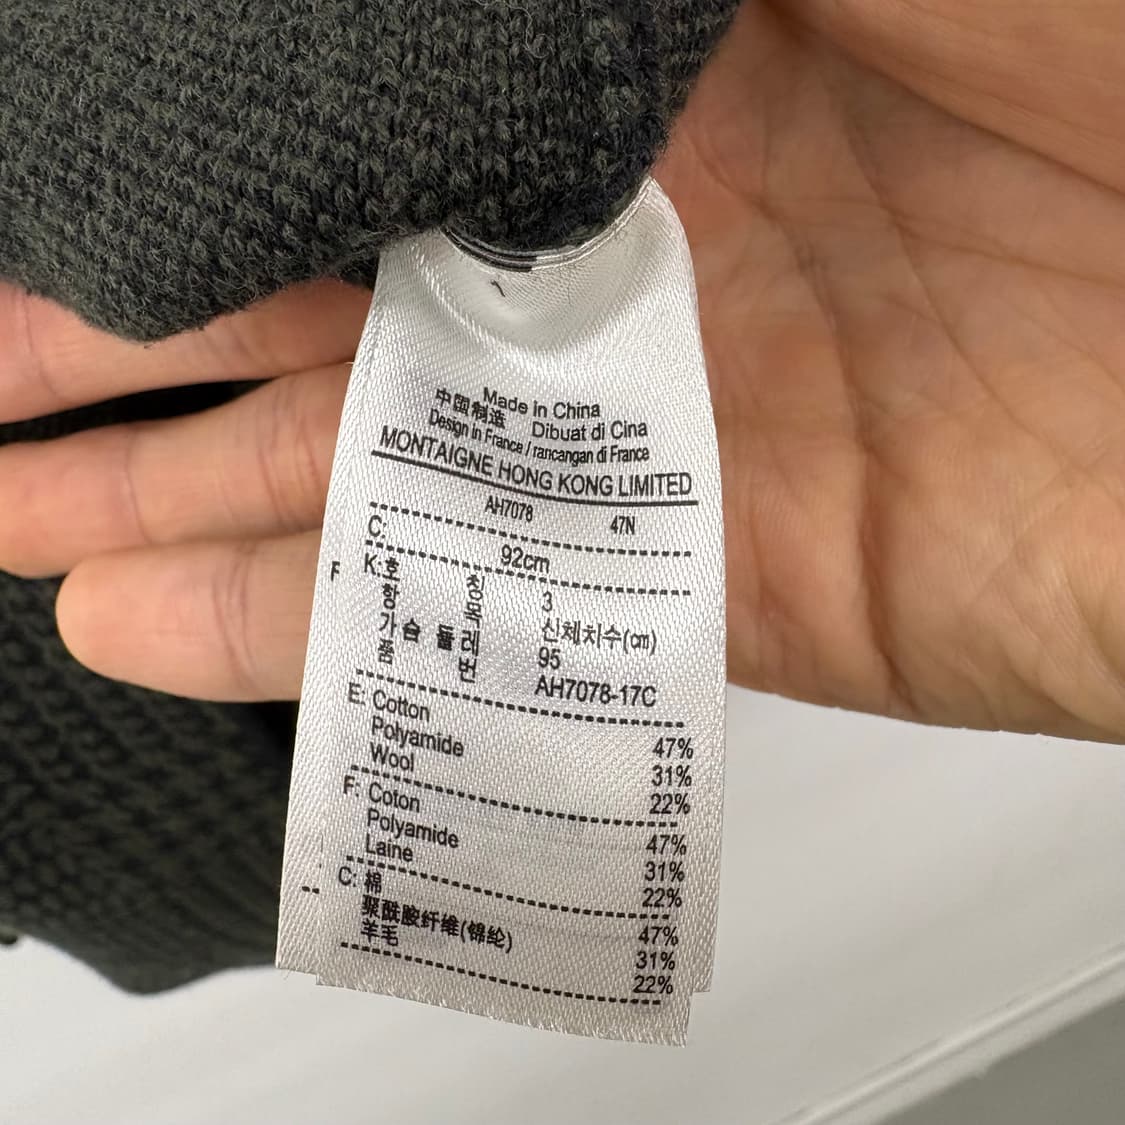 Made in China
中国制造 Dibuat di Cina
Design in France / rancangan di France
MONTAIGNE HONG KONG LIMITED
AH7078 47N
C: 92cm
K: 호 칭 3
항 목 신체치수(cm)
가슴 둘레 95
품 번 AH7078-17C
E: Cotton 47%
Polyamide 31%
Wool 22%
F: Coton 47%
Polyamide 31%
Laine 22%
C: 棉 47%
聚酰胺纤维(锦纶) 31%
羊毛 22%